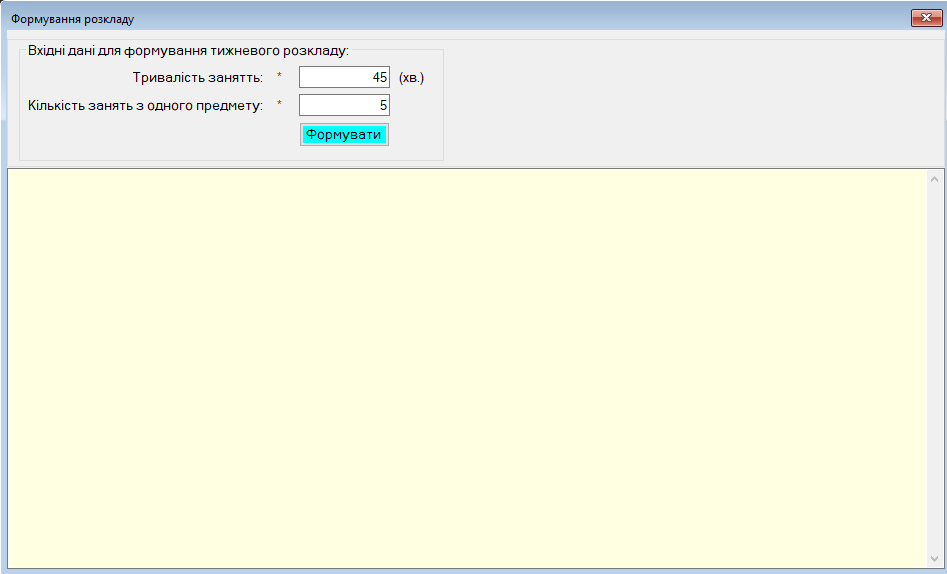 Формування розкладу
Вхідні дані для формування тижневого розкладу:
Тривалість занятть: * 45 (хв.)
Кількість занять з одного предмету: * 5
Формувати